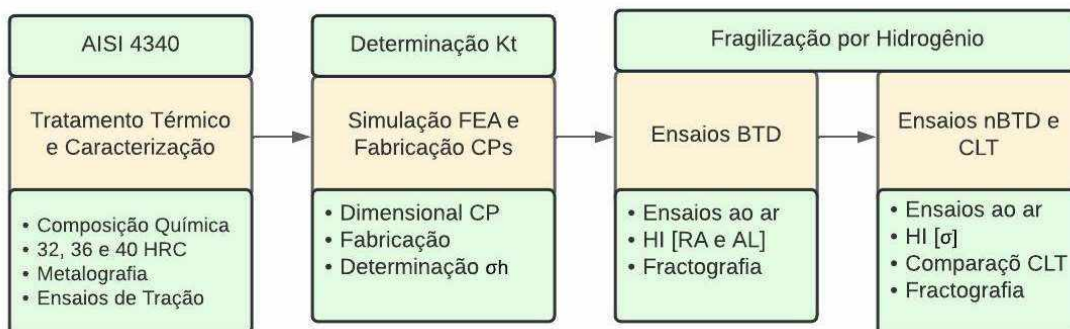 AISI 4340
Tratamento Térmico
e Caracterização
• Composição Química
• 32, 36 e 40 HRC
• Metalografia
• Ensaios de Tração
Determinação Kt
Simulação FEA e
Fabricação CPs
• Dimensional CP
• Fabricação
• Determinação σh
Fragilização por Hidrogênio
Ensaios BTD
• Ensaios ao ar
• HI [RA e AL]
• Fractografia
Ensaios nBTD e
CLT
• Ensaios ao ar
• HI [σ]
• Comparaçõ CLT
• Fractografia